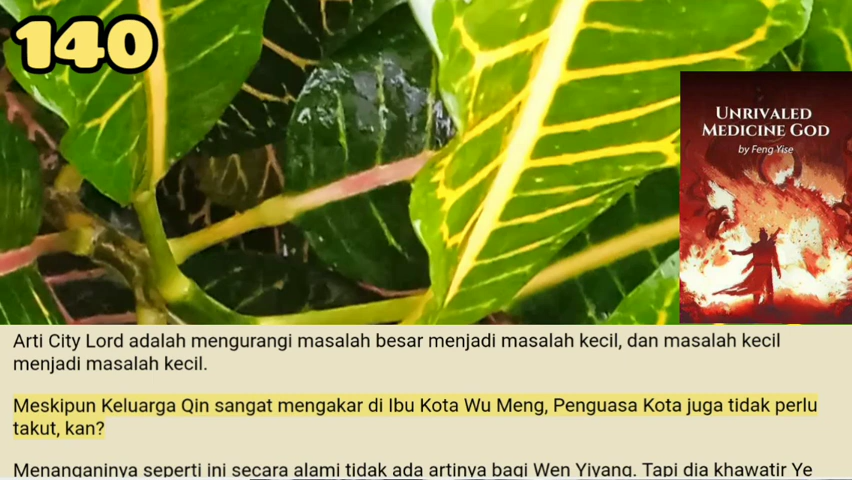 140
UNRIVALED
MEDICINE GOD
by Feng Yise
Arti City Lord adalah mengurangi masalah besar menjadi masalah kecil, dan masalah kecil
menjadi masalah kecil.
Meskipun Keluarga Qin sangat mengakar di Ibu Kota Wu Meng, Penguasa Kota juga tidak perlu
takut, kan?
Menanganinya seperti ini secara alami tidak ada artinya bagi Wen Yiyang. Tapi dia khawatir Ye